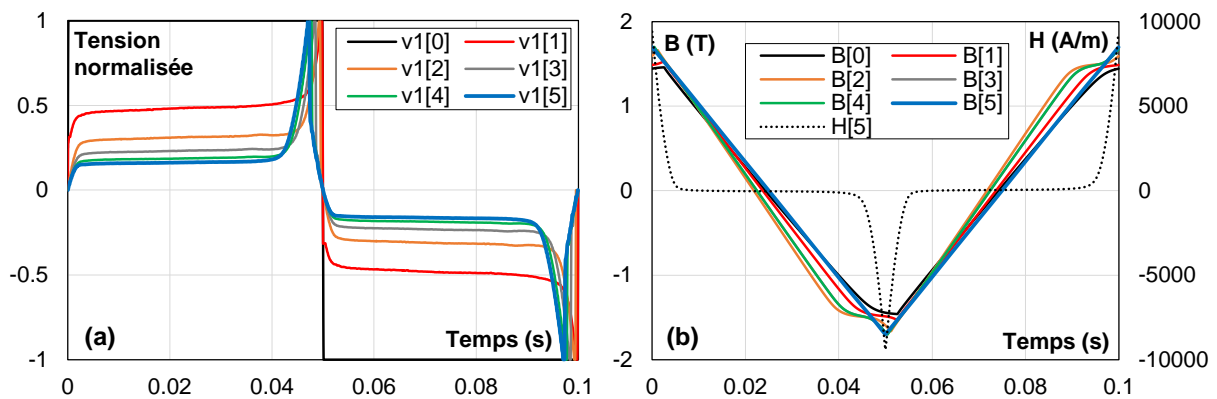 Tension
normalisée
v1[0] v1[1]
v1[2] v1[3]
v1[4] v1[5]
1
0.5
0
-0.5
-1
(a)
Temps (s)
0 0.02 0.04 0.06 0.08 0.1
B (T)
H (A/m)
B[0] B[1]
B[2] B[3]
B[4] B[5]
H[5]
2
1
0
-1
-2
10000
5000
0
-5000
-10000
(b)
Temps (s)
0 0.02 0.04 0.06 0.08 0.1